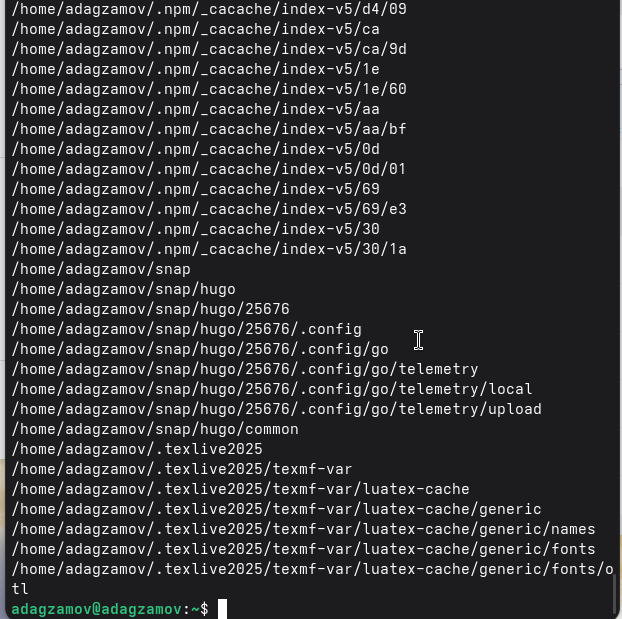 /home/adagzamov/.npm/_cacache/index-v5/d4/09
/home/adagzamov/.npm/_cacache/index-v5/ca
/home/adagzamov/.npm/_cacache/index-v5/ca/9d
/home/adagzamov/.npm/_cacache/index-v5/1e
/home/adagzamov/.npm/_cacache/index-v5/1e/60
/home/adagzamov/.npm/_cacache/index-v5/aa
/home/adagzamov/.npm/_cacache/index-v5/aa/bf
/home/adagzamov/.npm/_cacache/index-v5/0d
/home/adagzamov/.npm/_cacache/index-v5/0d/01
/home/adagzamov/.npm/_cacache/index-v5/69
/home/adagzamov/.npm/_cacache/index-v5/69/e3
/home/adagzamov/.npm/_cacache/index-v5/30
/home/adagzamov/.npm/_cacache/index-v5/30/1a
/home/adagzamov/snap
/home/adagzamov/snap/hugo
/home/adagzamov/snap/hugo/25676
/home/adagzamov/snap/hugo/25676/.config
/home/adagzamov/snap/hugo/25676/.config/go
/home/adagzamov/snap/hugo/25676/.config/go/telemetry
/home/adagzamov/snap/hugo/25676/.config/go/telemetry/local
/home/adagzamov/snap/hugo/25676/.config/go/telemetry/upload
/home/adagzamov/snap/hugo/common
/home/adagzamov/.texlive2025
/home/adagzamov/.texlive2025/texmf-var
/home/adagzamov/.texlive2025/texmf-var/luatex-cache
/home/adagzamov/.texlive2025/texmf-var/luatex-cache/generic
/home/adagzamov/.texlive2025/texmf-var/luatex-cache/generic/names
/home/adagzamov/.texlive2025/texmf-var/luatex-cache/generic/fonts
/home/adagzamov/.texlive2025/texmf-var/luatex-cache/generic/fonts/o
tl
adagzamov@adagzamov:~$